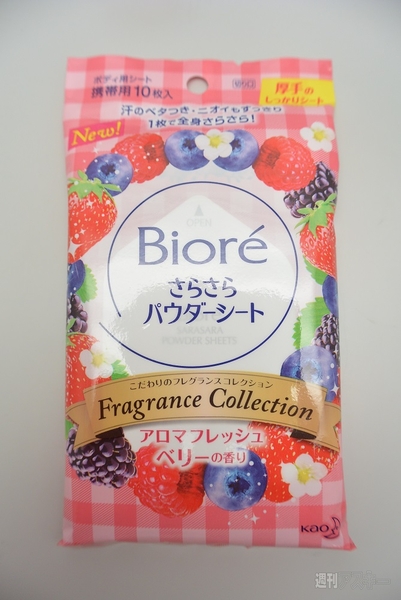 ボディ用シート
携帯用10枚入
厚手の
しっかりシート
汗のベタつき・ニオイもすっきり
1枚で全身さらさら!
New!
OPEN
Bioré
さらさら
パウダーシート
SARASARA
POWDER SHEETS
こだわりのフレグランスコレクション
Fragrance Collection
アロマフレッシュ
ベリーの香り
Kao
週刊